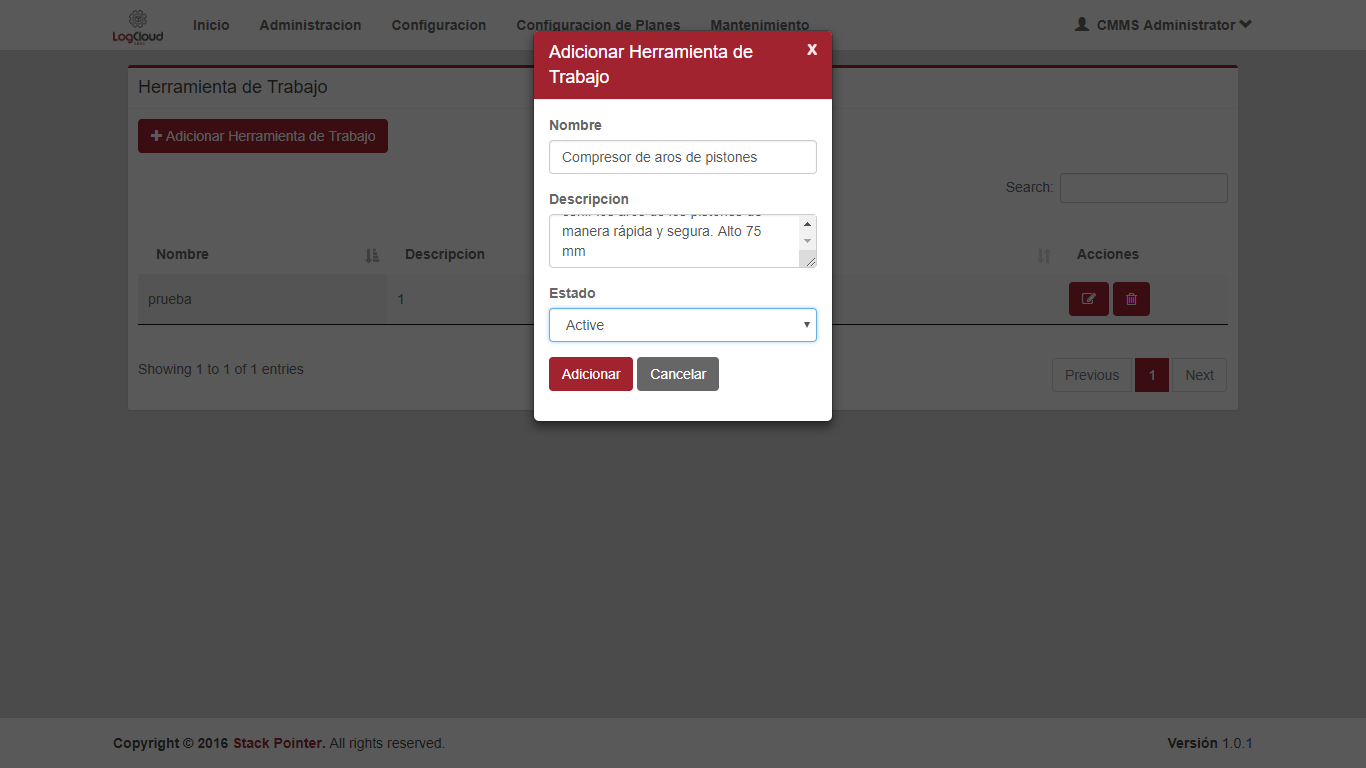 LogCloud
Inicio Administracion Configuracion Configuracion de Planes Mantenimiento CMMS Administrator
Herramienta de Trabajo
Adicionar Herramienta de Trabajo
Search:
Nombre Descripcion Acciones
prueba 1
Showing 1 to 1 of 1 entries
Previous 1 Next
Adicionar Herramienta de
Trabajo
x
Nombre
Compresor de aros de pistones
Descripcion
manera rápida y segura. Alto 75
mm
Estado
Active
Adicionar Cancelar
Copyright © 2016 Stack Pointer. All rights reserved. Versión 1.0.1